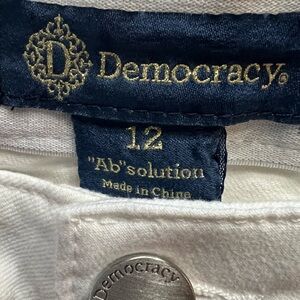 D Democracy®
12
"Ab"solution
Made in China
Democracy